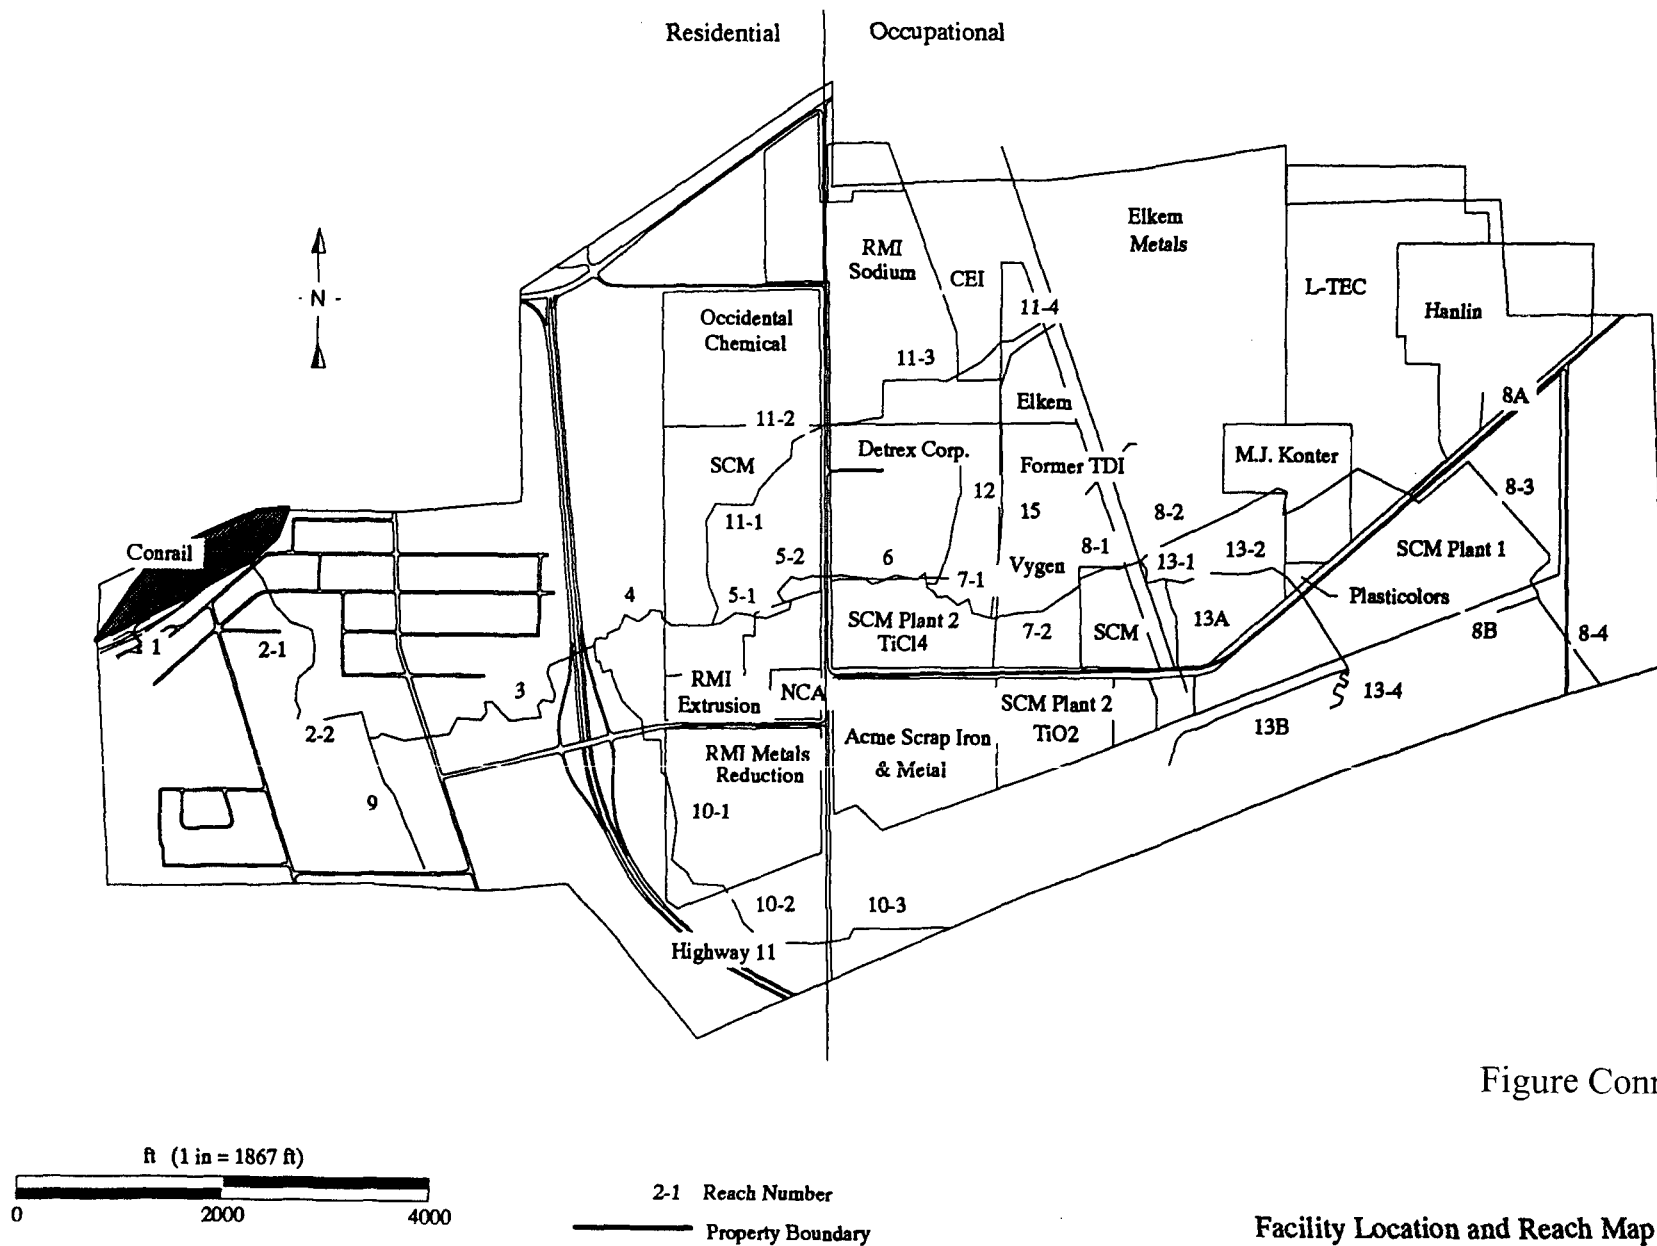 Residential
Occupational
Elkem
Metals
RMI
Sodium
CEI
L-TEC
- N -
Hanlin
11-4
Occidental
Chemical
11-3
8A
Elkem
11-2
Detrex Corp.
M.J. Konter
SCM
Former TDI
12
8-3
15
8-2
11-1
Conrail
5-2
6
8-1
13-2
SCM Plant 1
13-1
Vygen
7-1
4
5-1
Plasticolors
SCM Plant 2
TiCl4
13A
7-2
SCM
8B
8-4
1
2-1
RMI
Extrusion
3
NCA
13-4
SCM Plant 2
TiO2
13B
2-2
Acme Scrap Iron
& Metal
RMI Metals
Reduction
9
10-1
10-2
10-3
Highway 11
Figure Conr
ft (1 in = 1867 ft)
0 2000 4000
2-1 Reach Number
Property Boundary
Facility Location and Reach Map